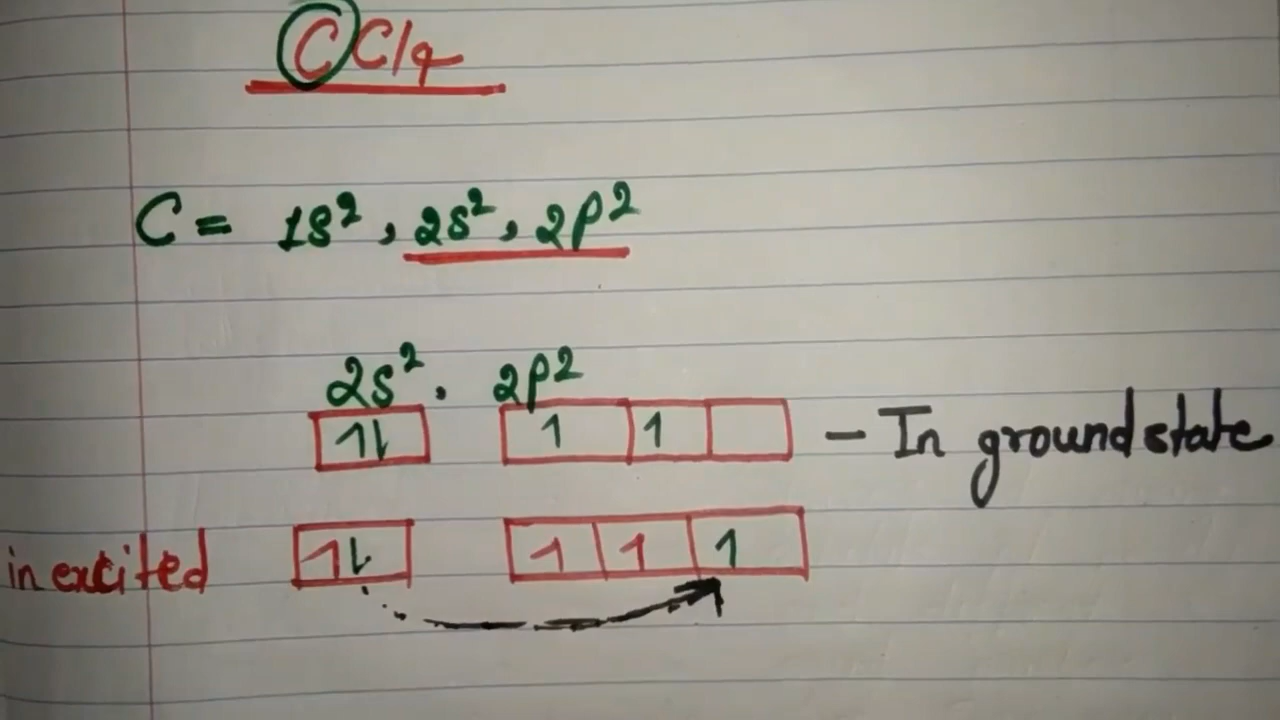 CCl4
C = 1s², 2s², 2p²
2s². 2p²
1⇂ 1 1 - In ground state
in excited 1⇂ 1 1 1